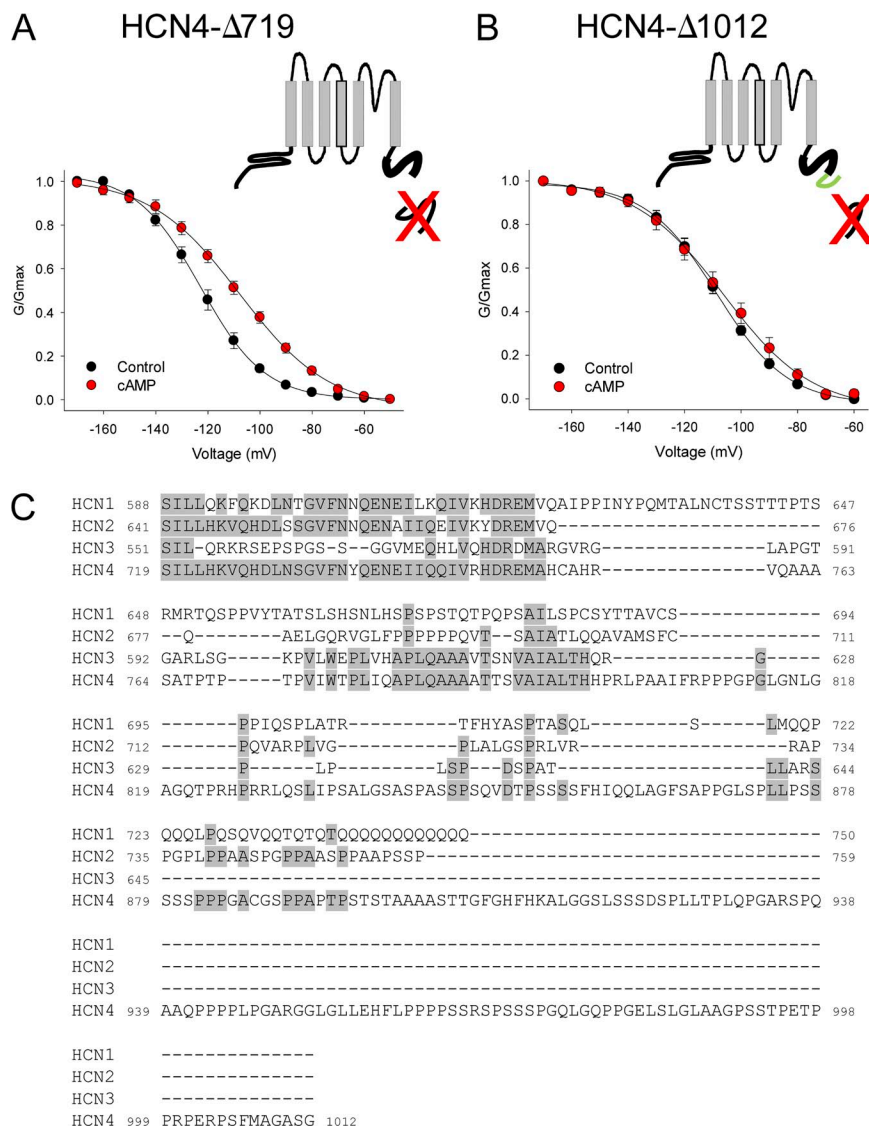 A
HCN4-Δ719
B
HCN4-Δ1012
X
X
G/Gmax
1.0
0.8
0.6
0.4
0.2
0.0
Control
cAMP
-160 -140 -120 -100 -80 -60
Voltage (mV)
G/Gmax
1.0
0.8
0.6
0.4
0.2
0.0
Control
cAMP
-160 -140 -120 -100 -80 -60
Voltage (mV)
C
HCN1 588 SILLQKFQKDLNTGVFNNQENEILKQIVKHDREMVQAIPPINYPQMTALNCTSSTTTPTS 647
HCN2 641 SILLHKVQHDLSSGVFNNQENAIIQEIVKYDREMVQ------------------------ 676
HCN3 551 SIL-QRKRSEPSPGS-S-GGVMEQHLVQHDRDMARGVRG---------------LAPGT 591
HCN4 719 SILLHKVQHDLNSGVFNYQENEIIQQIVRHDREMAHCAHR---------------VQAAA 763
HCN1 648 RMRTQSPPVYTATSLSHSNLHSPSPSTQTPQPSAILSPCSYTTAVCS------------- 694
HCN2 677 --Q--------AELGQRVGLFPPPPPPQVT--SAIATLQQAVAMSFC------------- 711
HCN3 592 GARLSG-----KPVLWEPLVHAPLQAAAVTSNVAIALTHQR-------------G----- 628
HCN4 764 SATPTP-----TPVIWTPLIQAPLQAAAATTSVAIALTHHPRLPAAIFRPPPGPGLGNLG 818
HCN1 695 -------PPIQSPLATR----------TFHYASPTASQL---------S------LMQQP 722
HCN2 712 -------PQVARPLVG-----------PLALGSPRLVR-------------------RAP 734
HCN3 629 -------P------LP---------LSP--DSPAT-------------------LLARS 644
HCN4 819 AGQTPRHPRRLQSLIPSALGSASPASSPSQVDTPSSSSFHIQQLAGFSAPPGLSPLLPSS 878
HCN1 723 QQQLPQSQVQQTQTQTQQQQQQQQQQQQ-------------------------------- 750
HCN2 735 PGPLPPAASPGPPAASPPAAPSSP------------------------------------ 759
HCN3 645 ------------------------------------------------------------
HCN4 879 SSSPPPGACGSPPAPTPSTSTAAAASTTGFGHFHKALGGSLSSSDSPLLTPLQPGARSPQ 938
HCN1 ------------------------------------------------------------
HCN2 ------------------------------------------------------------
HCN3 ------------------------------------------------------------
HCN4 939 AAQPPPPLPGARGGLGLLEHFLPPPPSSRSPSSSPGQLGQPPGELSLGLAAGPSSTPETP 998
HCN1 --------------
HCN2 --------------
HCN3 --------------
HCN4 999 PRPERPSFMAGASG 1012